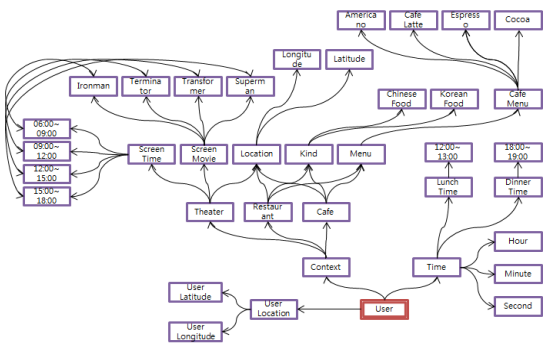 America
no
Cafe
Latte
Espress
o
Cocoa
Longitu
de
Latitude
Ironman
Termina
tor
Transfor
mer
Superm
an
Chinese
Food
Korean
Food
Cafe
Menu
06:00~
09:00
09:00~
12:00
12:00~
15:00
15:00~
18:00
Screen
Time
Screen
Movie
Location
Kind
Menu
12:00~
13:00
18:00~
19:00
Lunch
Time
Dinner
Time
Theater
Restaur
ant
Cafe
Context
Time
Hour
Minute
Second
User
Latitude
User
Longitude
User
Location
User